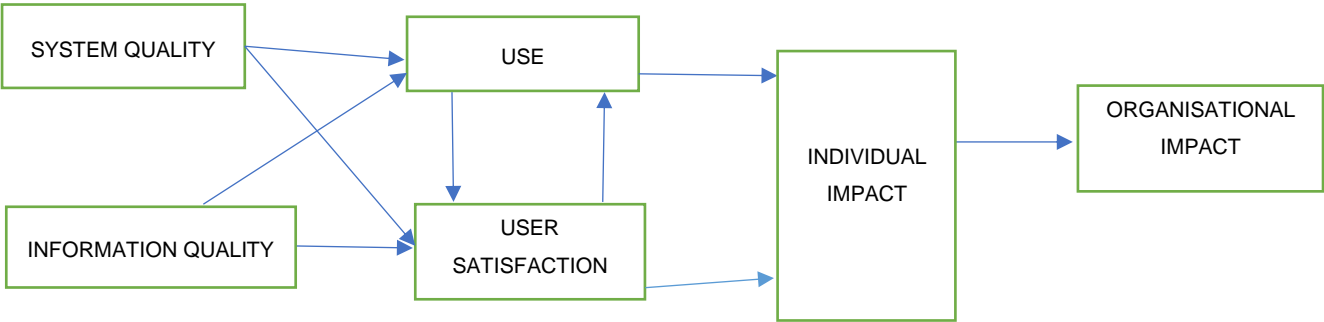 SYSTEM QUALITY
USE
ORGANISATIONAL
IMPACT
INDIVIDUAL
IMPACT
INFORMATION QUALITY
USER
SATISFACTION